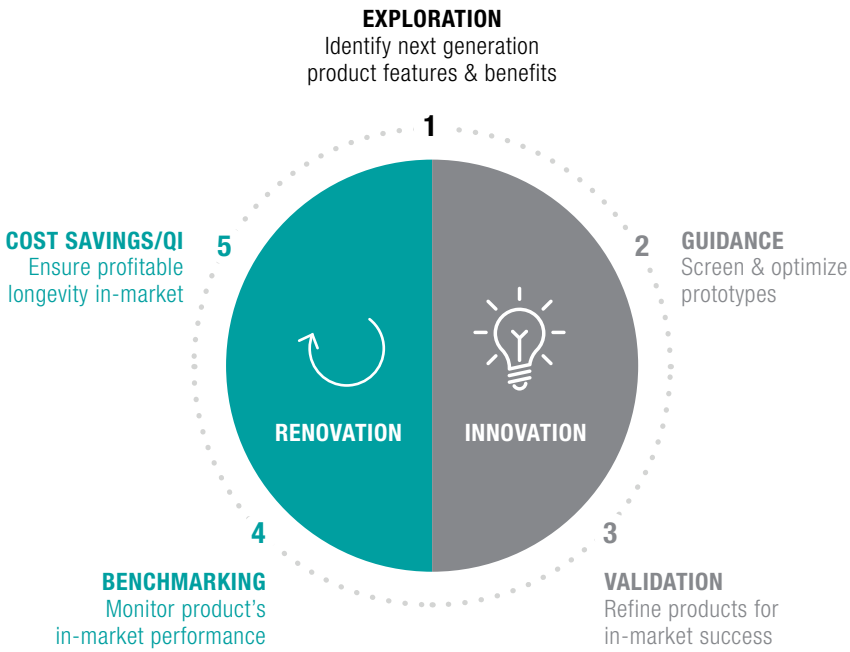 EXPLORATION
Identify next generation
product features & benefits
1
2
GUIDANCE
Screen & optimize
prototypes
3
VALIDATION
Refine products for
in-market success
4
BENCHMARKING
Monitor product's
in-market performance
5
COST SAVINGS/QI
Ensure profitable
longevity in-market
RENOVATION
INNOVATION